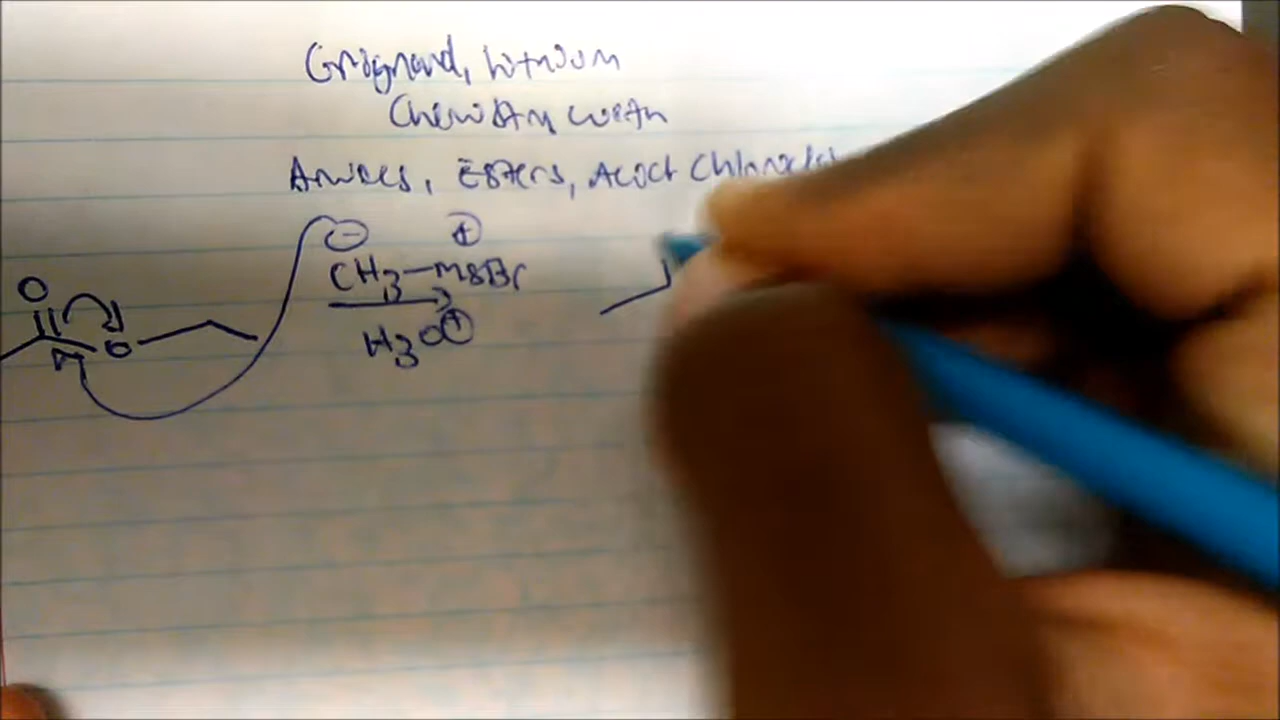 Grignard, Lithium
Chemistry with
Amides, Esters, Acid Chlorides
⊖ ⊕
CH3—MgBr
O
O
H3O⊕